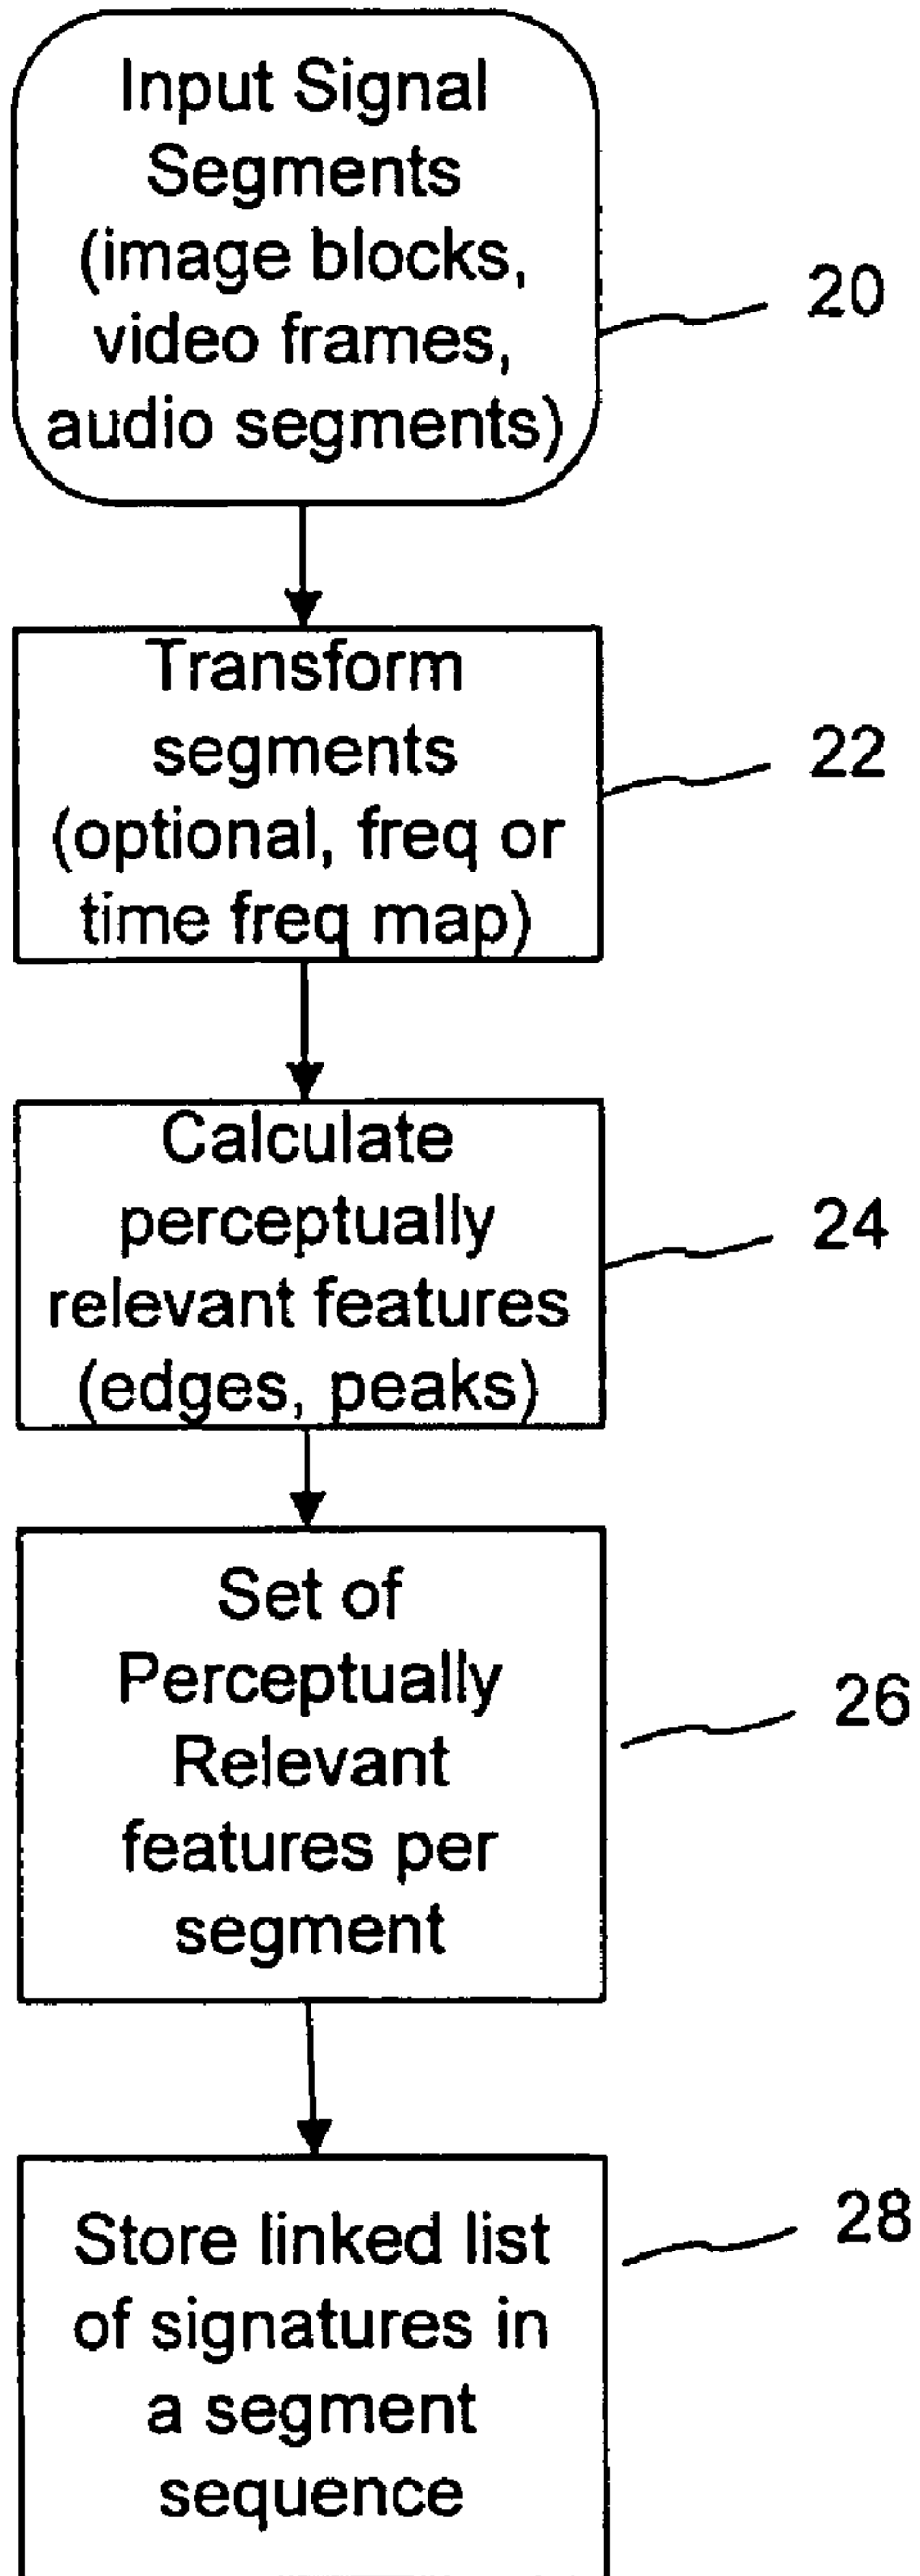 Input Signal
Segments
(image blocks,
video frames,
audio segments)
20
Transform
segments
(optional, freq or
time freq map)
22
Calculate
perceptually
relevant features
(edges, peaks)
24
Set of
Perceptually
Relevant
features per
segment
26
Store linked list
of signatures in
a segment
sequence
28